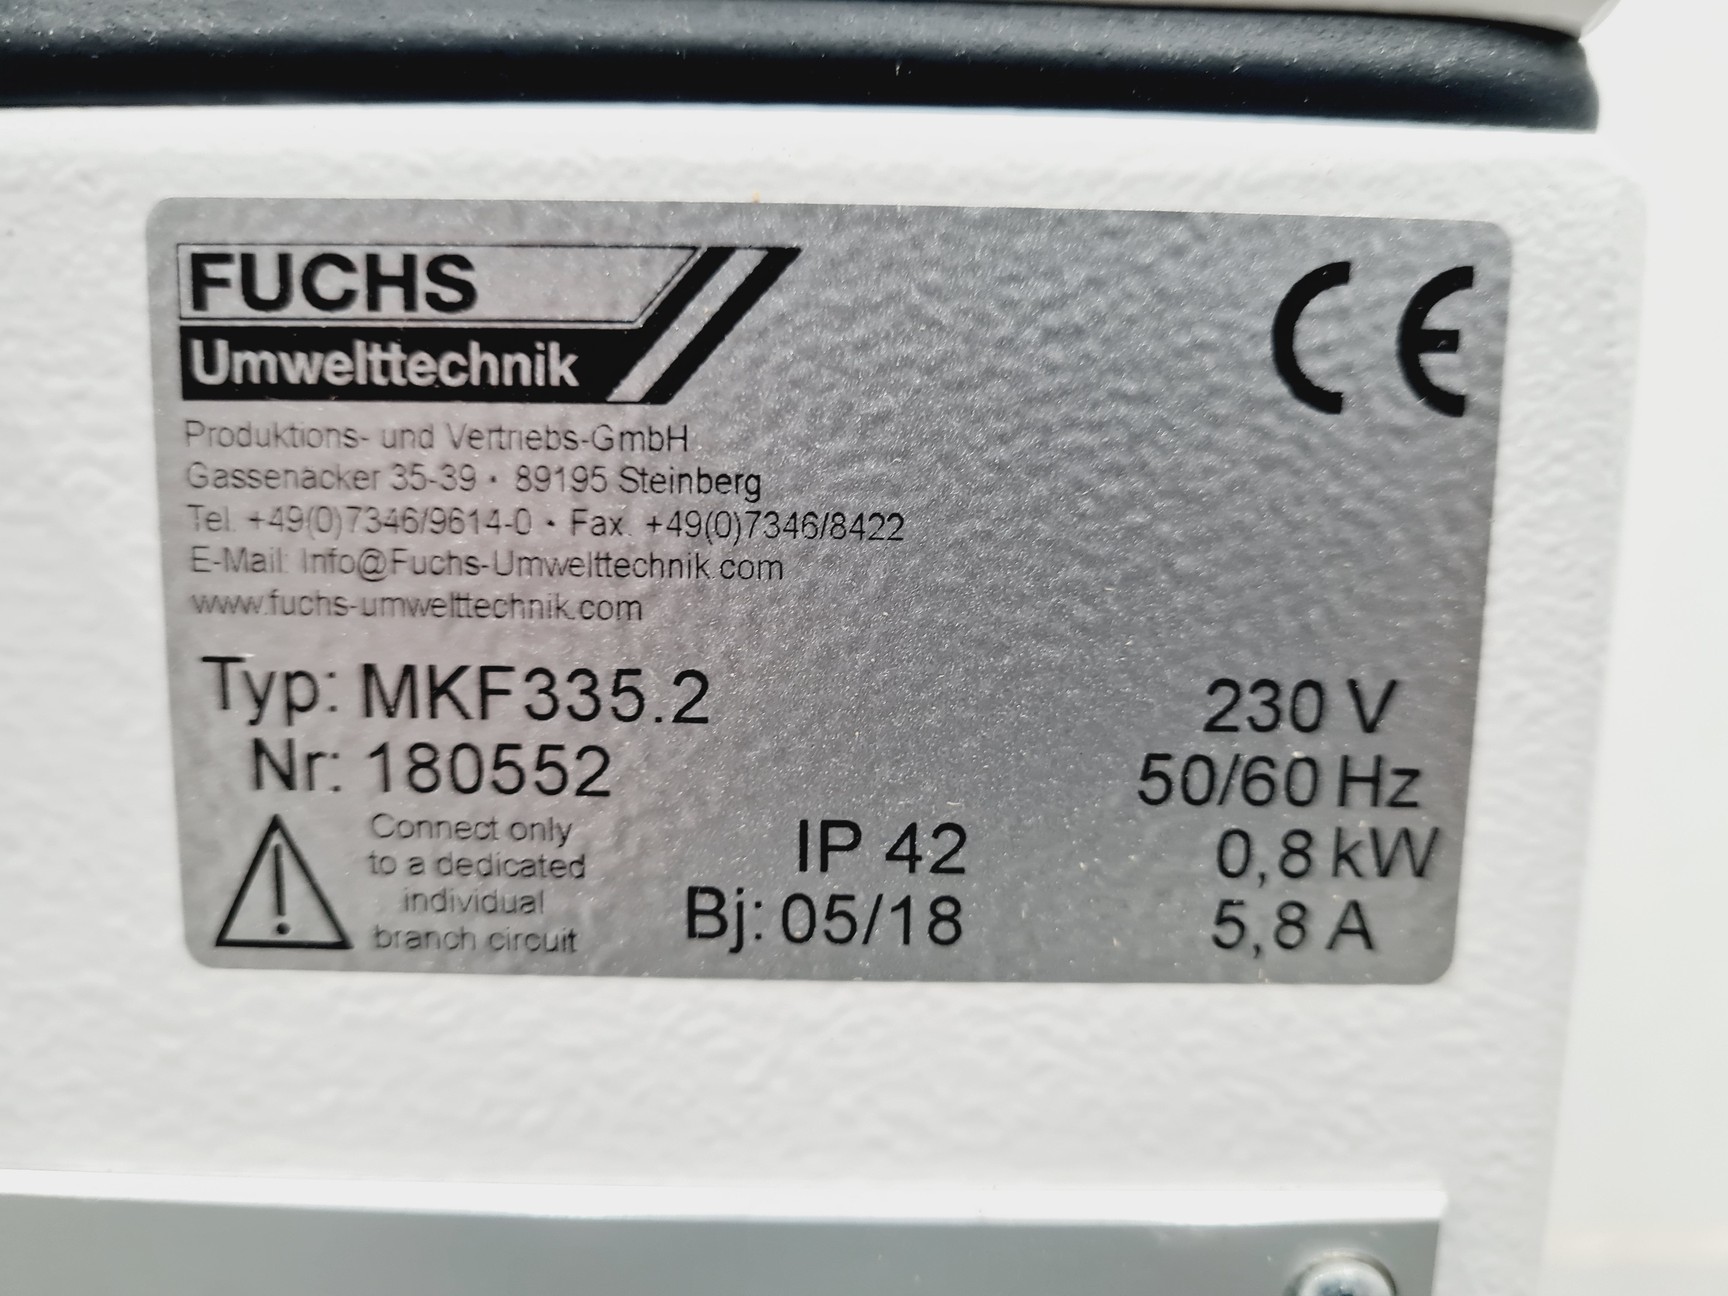 FUCHS
Umwelttechnik
CE
Produktions- und Vertriebs-GmbH
Gassenäcker 35-39 • 89195 Steinberg
Tel. +49(0)7346/9614-0 • Fax. +49(0)7346/8422
E-Mail: Info@Fuchs-Umwelttechnik.com
www.fuchs-umwelttechnik.com
Typ: MKF335.2
230 V
Nr: 180552
50/60 Hz
Connect only
to a dedicated
individual
branch circuit
IP 42
0,8 kW
Bj: 05/18
5,8 A